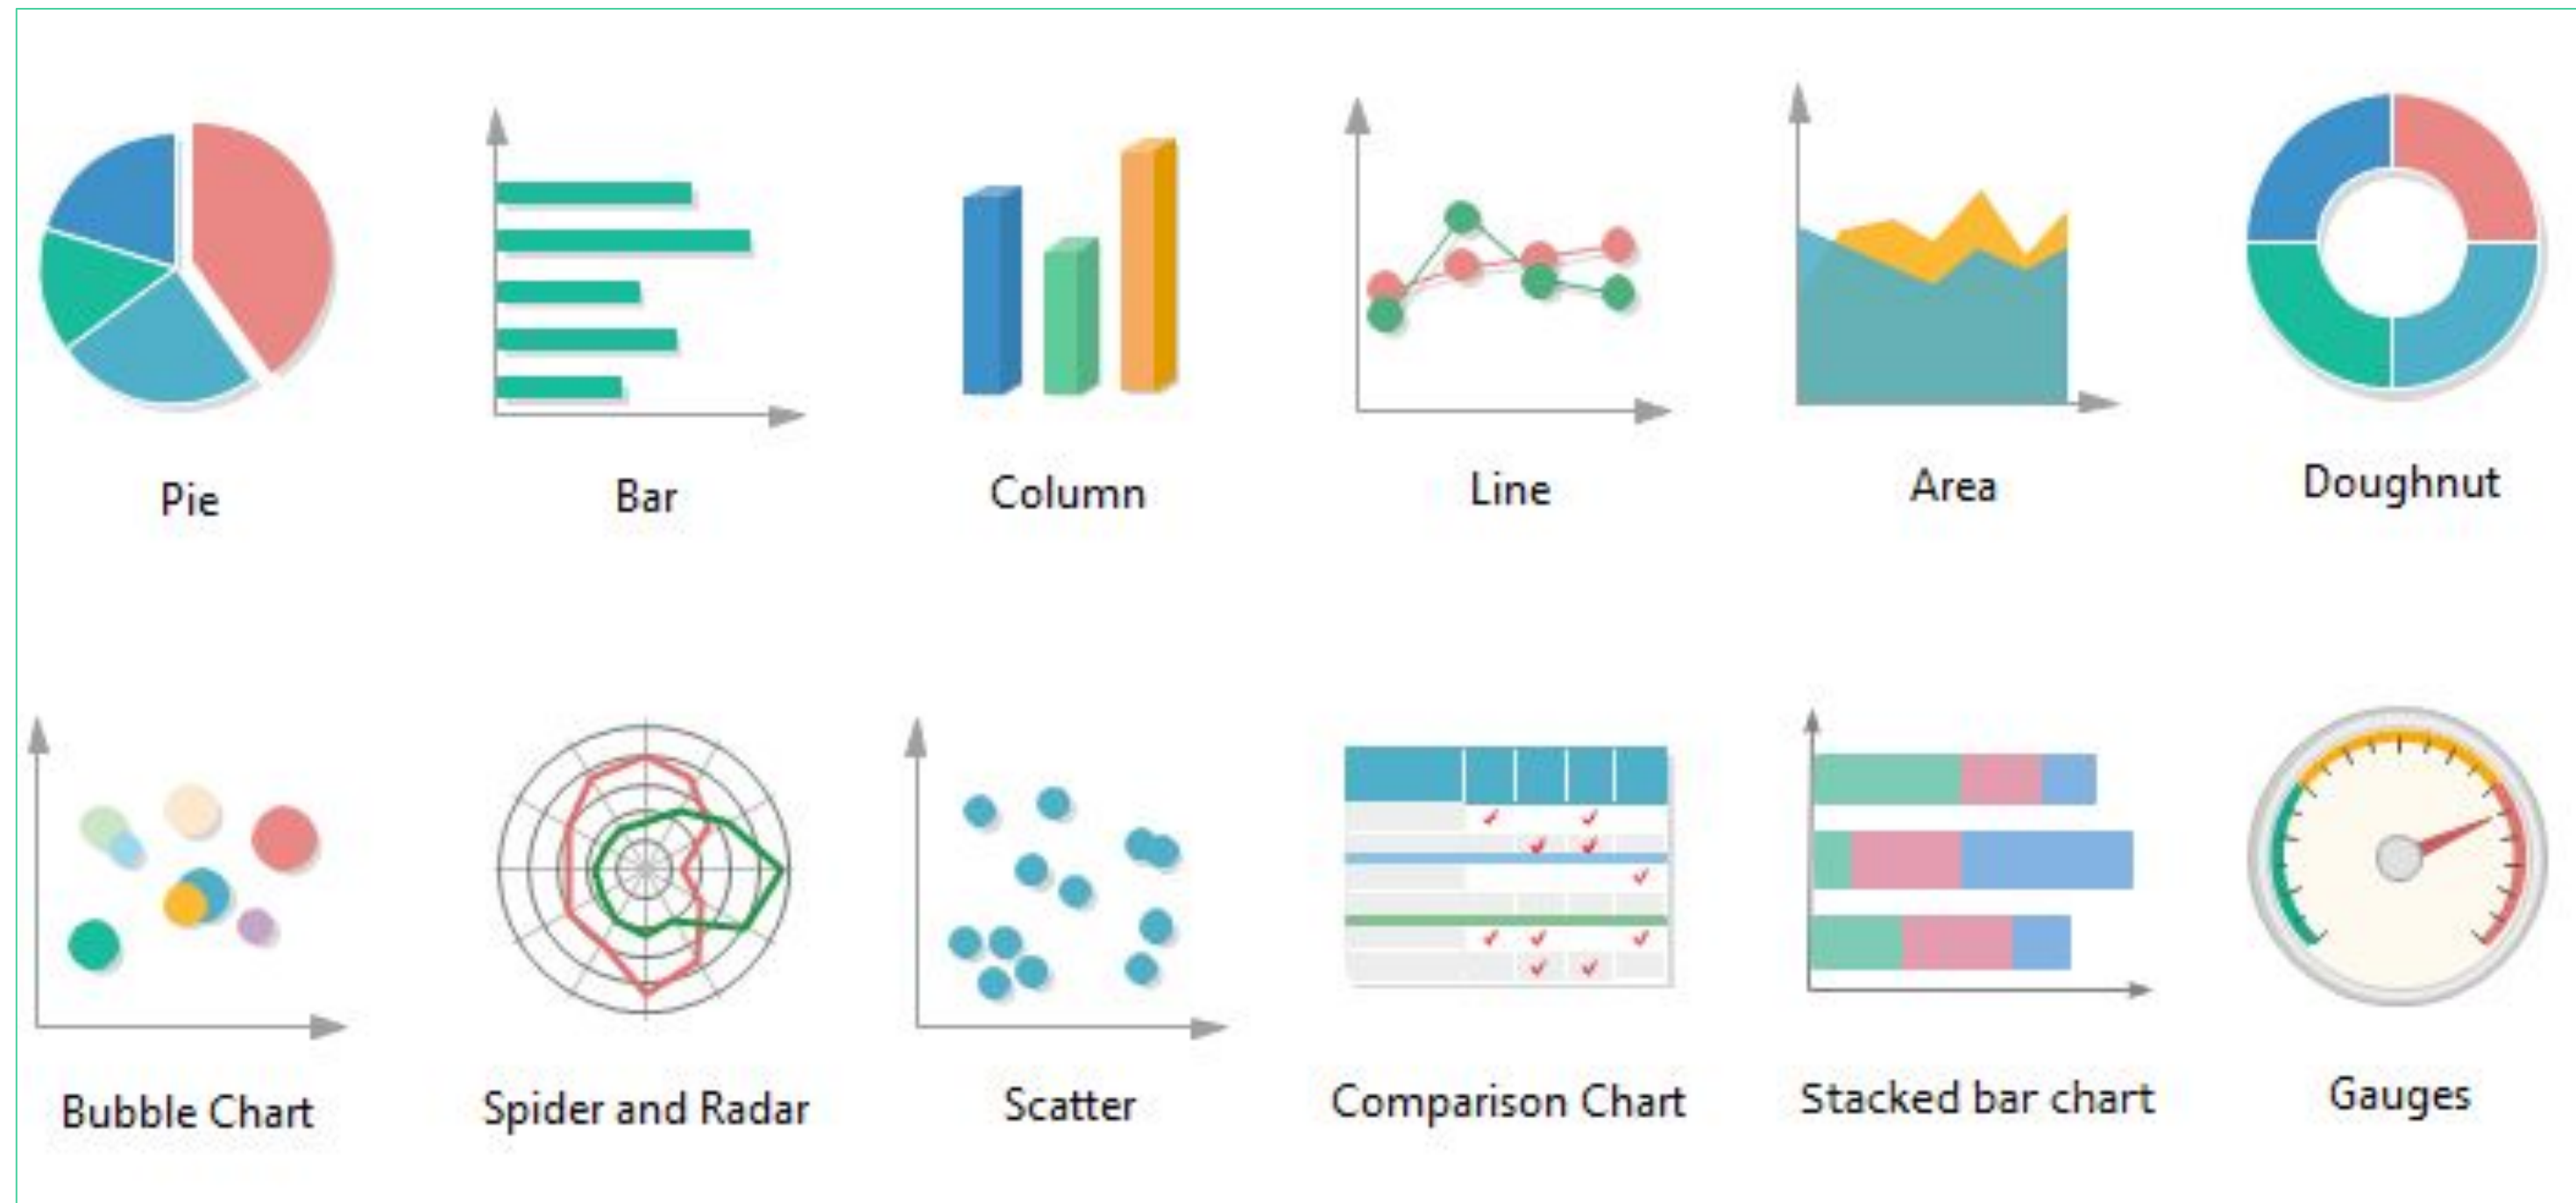 Pie
Bar
Column
Line
Area
Doughnut
Bubble Chart
Spider and Radar
Scatter
Comparison Chart
Stacked bar chart
Gauges